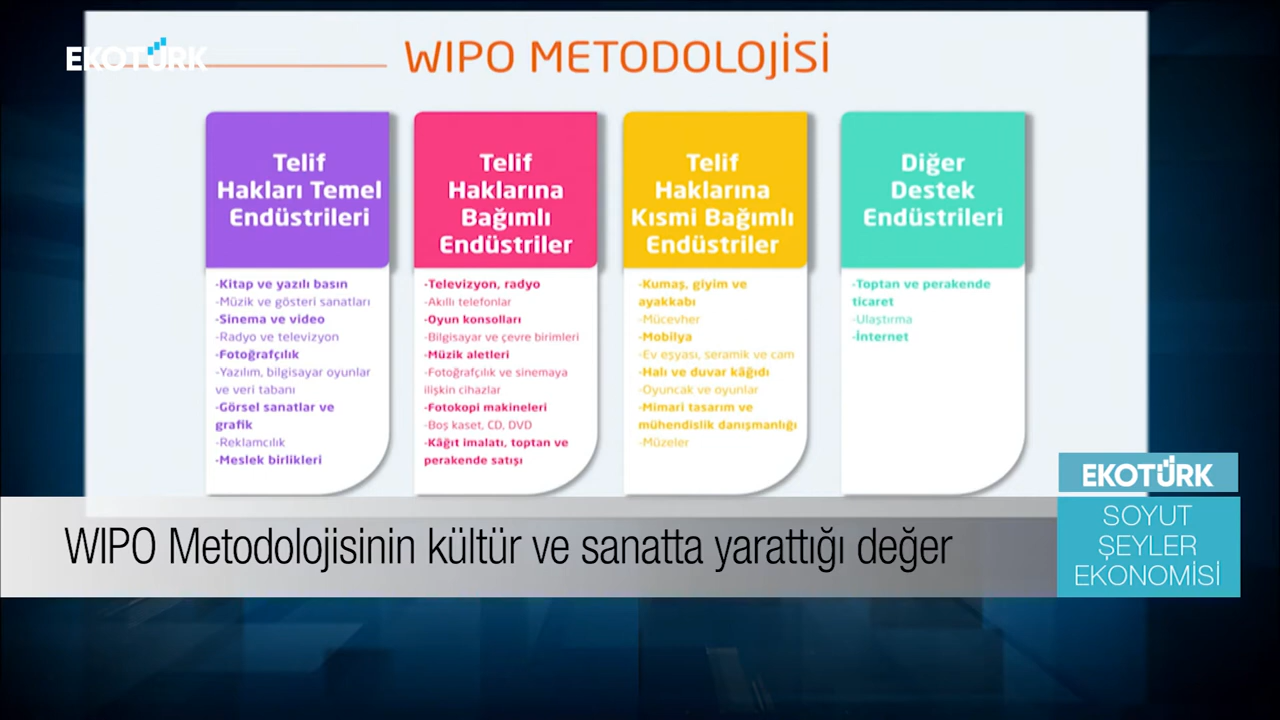 EKOTÜRK
WIPO METODOLOJİSİ
Telif
Hakları Temel
Endüstrileri
-Kitap ve yazılı basın
-Müzik ve gösteri sanatları
-Sinema ve video
-Radyo ve televizyon
-Fotoğrafçılık
-Yazılım, bilgisayar oyunlar
ve veri tabanı
-Görsel sanatlar ve
grafik
-Reklamcılık
-Meslek birlikleri
Telif
Haklarına
Bağımlı
Endüstriler
-Televizyon, radyo
-Akıllı telefonlar
-Oyun konsolları
-Bilgisayar ve çevre birimleri
-Müzik aletleri
-Fotoğrafçılık ve sinemaya
ilişkin cihazlar
-Fotokopi makineleri
-Boş kaset, CD, DVD
-Kâğıt imalatı, toptan ve
perakende satışı
Telif
Haklarına
Kısmi Bağımlı
Endüstriler
-Kumaş, giyim ve
ayakkabı
-Mücevher
-Mobilya
-Ev eşyası, seramik ve cam
-Halı ve duvar kâğıdı
-Oyuncak ve oyunlar
-Mimari tasarım ve
mühendislik danışmanlığı
-Müzeler
Diğer
Destek
Endüstrileri
-Toptan ve perakende
ticaret
-Ulaştırma
-İnternet
WIPO Metodolojisinin kültür ve sanatta yarattığı değer
EKOTÜRK
SOYUT
ŞEYLER
EKONOMİSİ